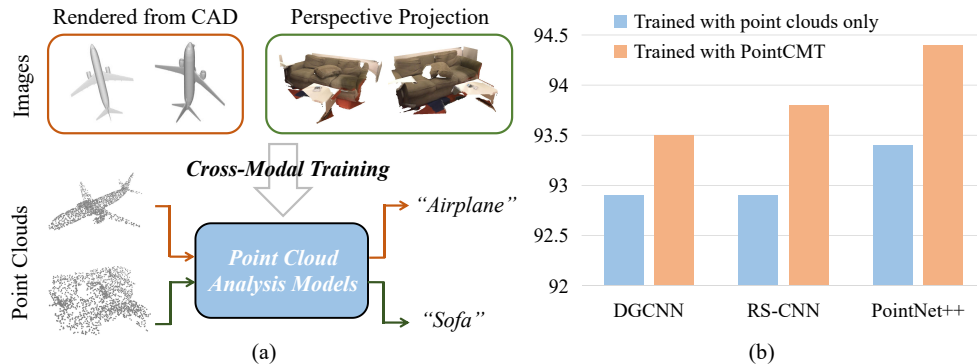 Rendered from CAD
Perspective Projection
Images
Cross-Modal Training
Point Clouds
Point Cloud
Analysis Models
“Airplane”
“Sofa”
(a)
Trained with point clouds only
Trained with PointCMT
94.5
94
93.5
93
92.5
92
DGCNN
RS-CNN
PointNet++
(b)